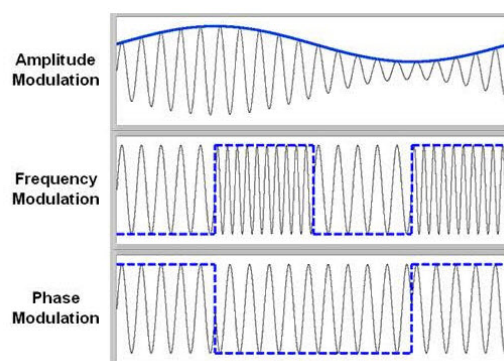 Amplitude
Modulation
Frequency
Modulation
Phase
Modulation